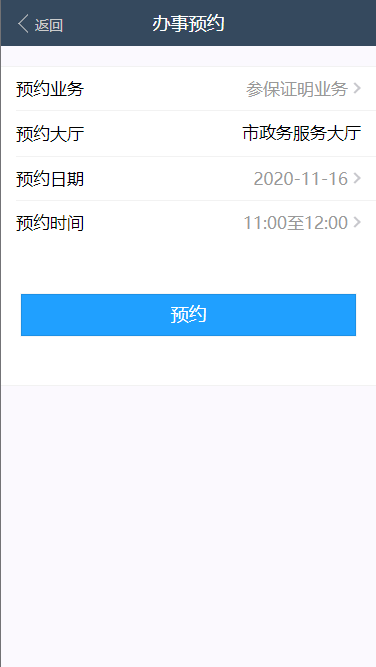 返回 办事预约
预约业务 参保证明业务
预约大厅 市政务服务大厅
预约日期 2020-11-16
预约时间 11:00至12:00
预约